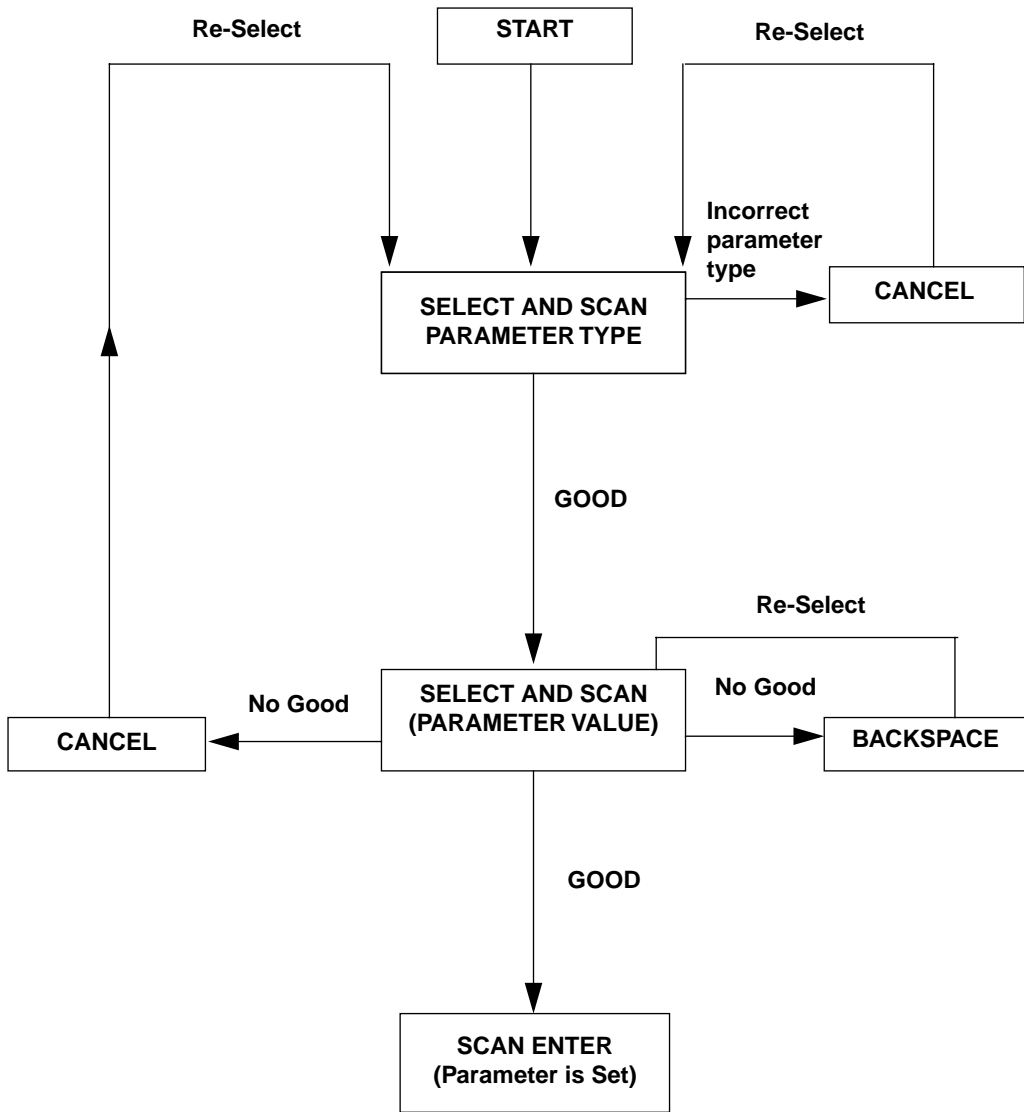 Re-Select
START
Re-Select
Incorrect
parameter
type
SELECT AND SCAN
PARAMETER TYPE
CANCEL
GOOD
Re-Select
No Good
SELECT AND SCAN
(PARAMETER VALUE)
No Good
CANCEL
BACKSPACE
GOOD
SCAN ENTER
(Parameter is Set)